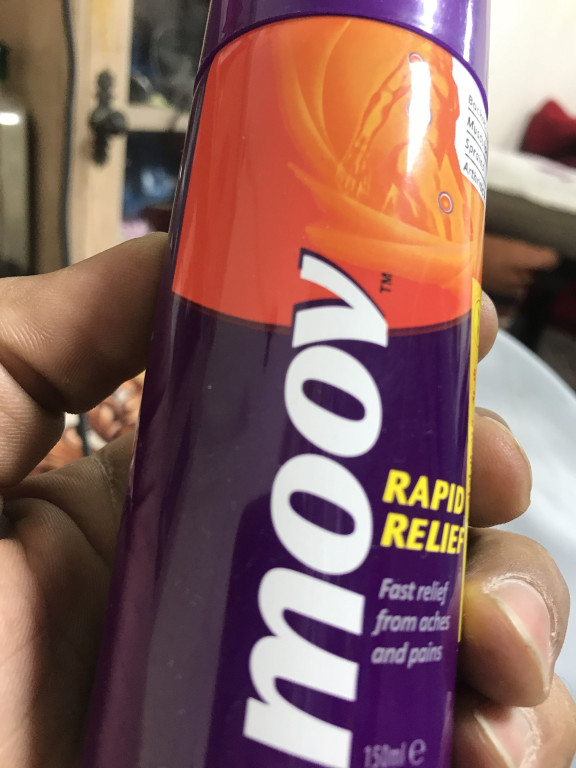 moov™
RAPID
RELIEF
Fast relief
from aches
and pains
150ml e